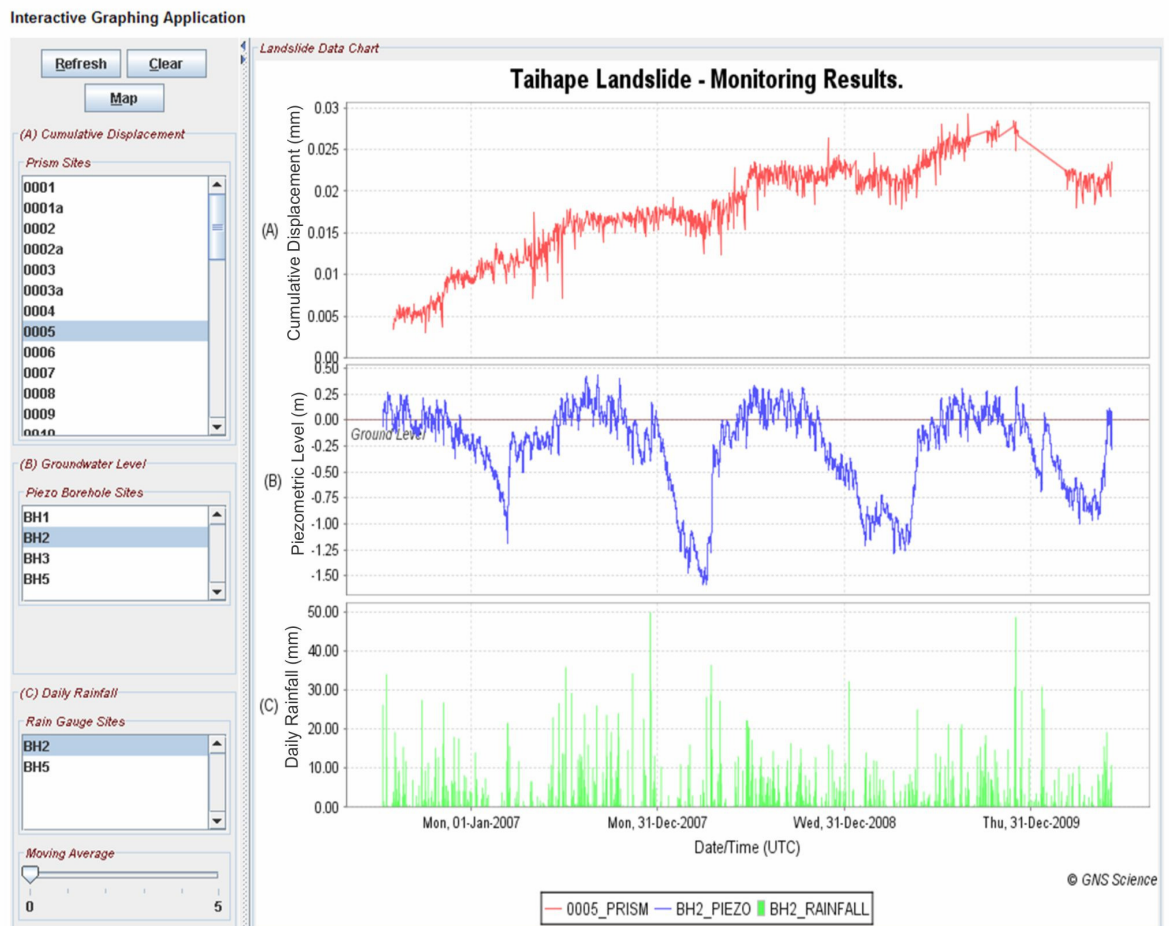 Interactive Graphing Application
Refresh Clear
Map
(A) Cumulative Displacement
Prism Sites
0001
0001a
0002
0002a
0003
0003a
0004
0005
0006
0007
0008
0009
0010
(B) Groundwater Level
Piezo Borehole Sites
BH1
BH2
BH3
BH5
(C) Daily Rainfall
Rain Gauge Sites
BH2
BH5
Moving Average
0 5
Landslide Data Chart
Taihape Landslide - Monitoring Results.
(A)
Cumulative Displacement (mm)
0.03
0.025
0.02
0.015
0.01
0.005
0.00
(B)
Piezometric Level (m)
0.50
0.25
0.00
Ground Level
-0.25
-0.50
-0.75
-1.00
-1.25
-1.50
(C)
Daily Rainfall (mm)
50.00
40.00
30.00
20.00
10.00
0.00
Mon, 01-Jan-2007 Mon, 31-Dec-2007 Wed, 31-Dec-2008 Thu, 31-Dec-2009
Date/Time (UTC)
© GNS Science
0005_PRISM BH2_PIEZO BH2_RAINFALL